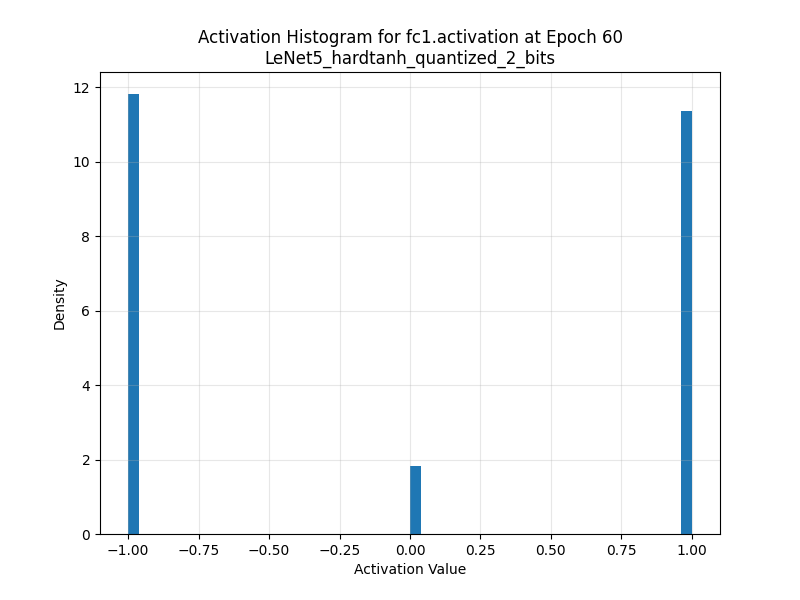 Activation Histogram for fc1.activation at Epoch 60
LeNet5_hardtanh_quantized_2_bits
12
10
8
6
4
2
0
Density
−1.00 −0.75 −0.50 −0.25 0.00 0.25 0.50 0.75 1.00
Activation Value